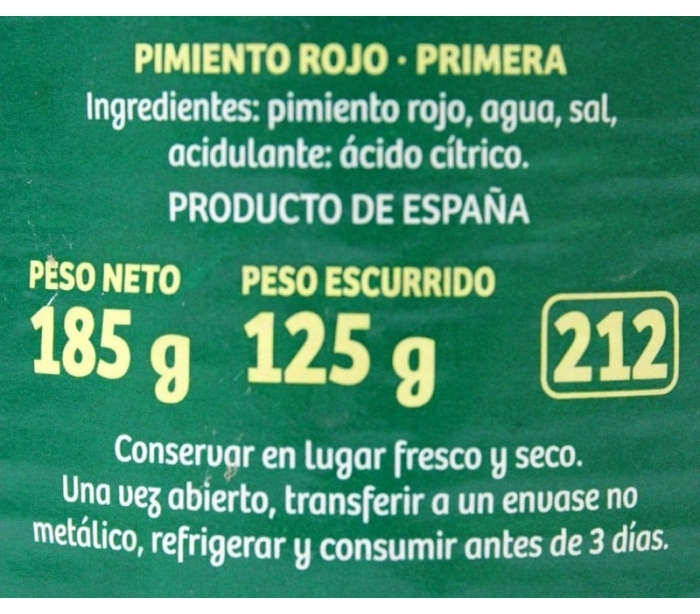 PIMIENTO ROJO · PRIMERA
Ingredientes: pimiento rojo, agua, sal,
acidulante: ácido cítrico.
PRODUCTO DE ESPAÑA
PESO NETO PESO ESCURRIDO
185 g 125 g 212
Conservar en lugar fresco y seco.
Una vez abierto, transferir a un envase no
metálico, refrigerar y consumir antes de 3 días.